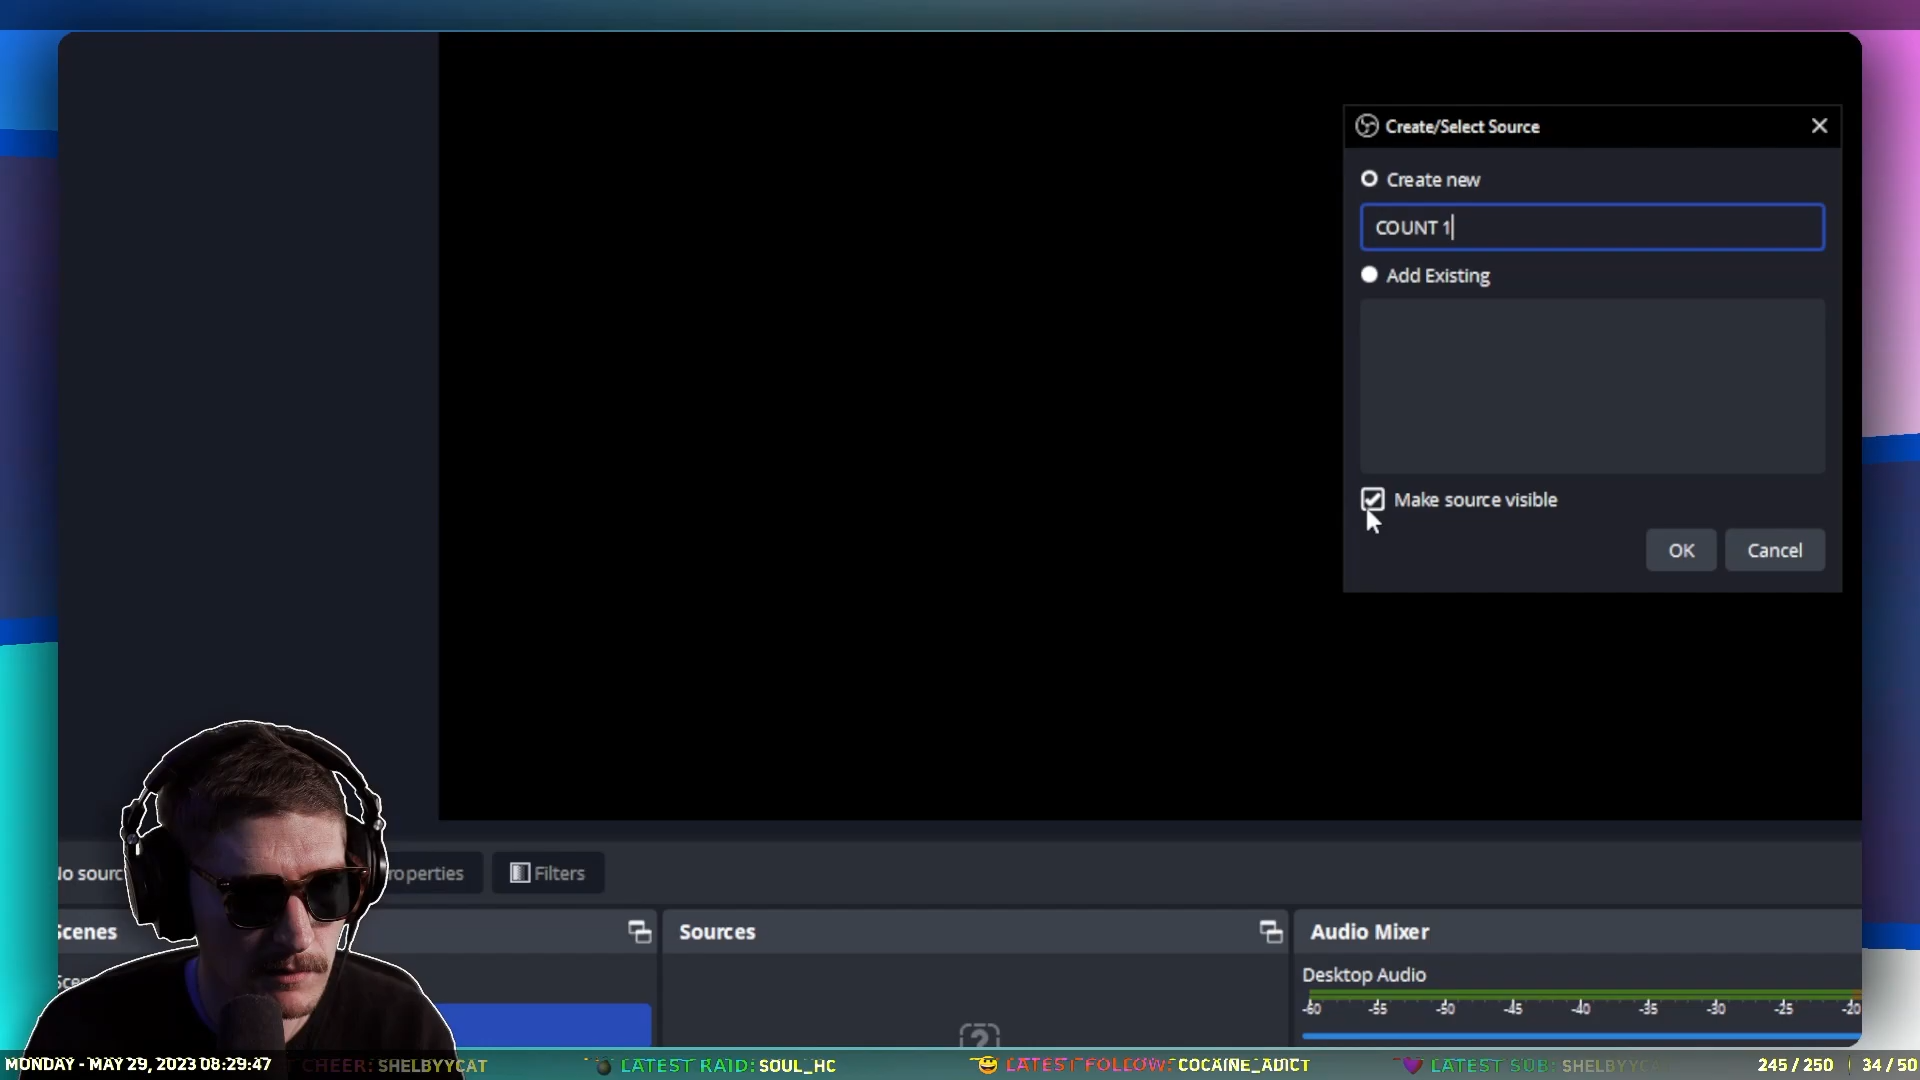 Create/Select Source
Create new
COUNT 1
Add Existing
Make source visible
OK
Cancel
Filters
Scenes
Sources
Audio Mixer
Desktop Audio
-60 -55 -50 -45 -40 -35 -30 -25 -20
MONDAY - MAY 29, 2023 08:29:47 CHEER: SHELBYYCAT LATEST RAID: SOUL_HC LATEST FOLLOW: COCAINE_ADICT LATEST SUB: SHELBYYC 245 / 250 | 34 / 50